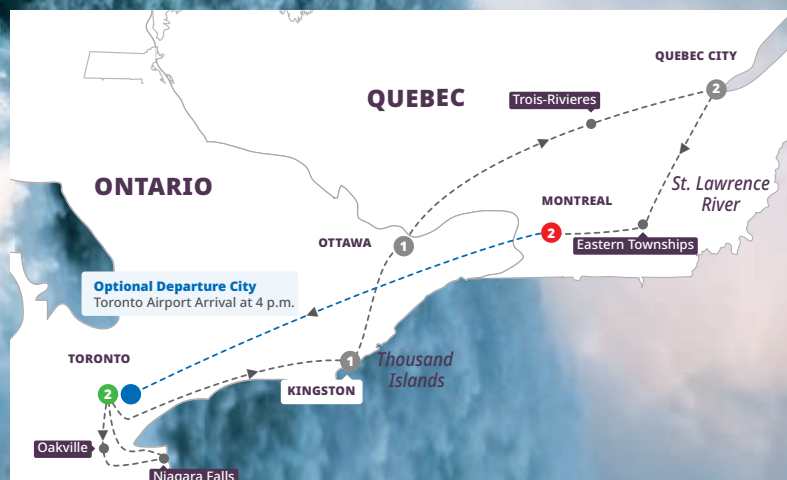 QUEBEC CITY
QUEBEC
Trois-Rivieres
2
ONTARIO
St. Lawrence
River
MONTREAL
2
OTTAWA
1
Eastern Townships
Optional Departure City
Toronto Airport Arrival at 4 p.m.
TORONTO
1
Thousand
Islands
KINGSTON
2
Oakville
Niagara Falls